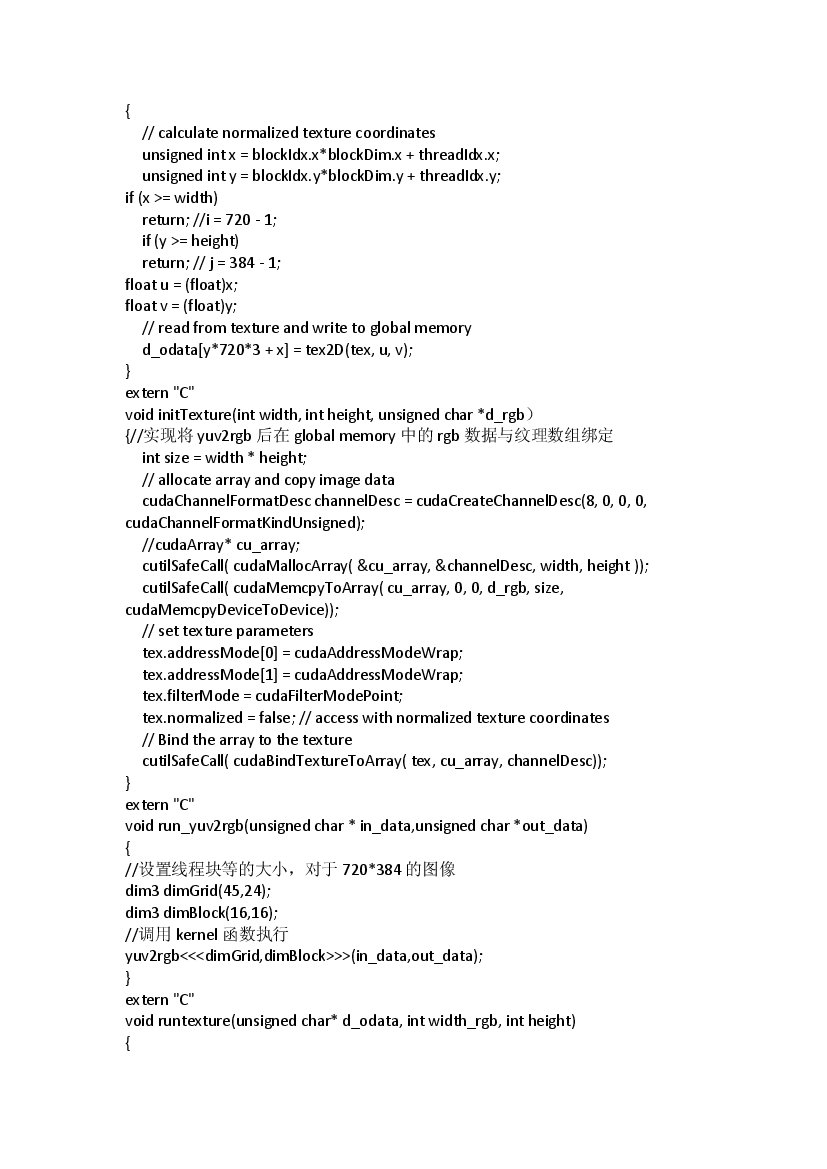 {
// calculate normalized texture coordinates
unsigned int x = blockIdx.x*blockDim.x + threadIdx.x;
unsigned int y = blockIdx.y*blockDim.y + threadIdx.y;
if (x >= width)
return; //i = 720 - 1;
if (y >= height)
return; // j = 384 - 1;
float u = (float)x;
float v = (float)y;
// read from texture and write to global memory
d_odata[y*720*3 + x] = tex2D(tex, u, v);
}
extern "C"
void initTexture(int width, int height, unsigned char *d_rgb）
{//实现将 yuv2rgb 后在 global memory 中的 rgb 数据与纹理数组绑定
int size = width * height;
// allocate array and copy image data
cudaChannelFormatDesc channelDesc = cudaCreateChannelDesc(8, 0, 0, 0,
cudaChannelFormatKindUnsigned);
//cudaArray* cu_array;
cutilSafeCall( cudaMallocArray( &cu_array, &channelDesc, width, height ));
cutilSafeCall( cudaMemcpyToArray( cu_array, 0, 0, d_rgb, size,
cudaMemcpyDeviceToDevice));
// set texture parameters
tex.addressMode[0] = cudaAddressModeWrap;
tex.addressMode[1] = cudaAddressModeWrap;
tex.filterMode = cudaFilterModePoint;
tex.normalized = false; // access with normalized texture coordinates
// Bind the array to the texture
cutilSafeCall( cudaBindTextureToArray( tex, cu_array, channelDesc));
}
extern "C"
void run_yuv2rgb(unsigned char * in_data,unsigned char *out_data)
{
//设置线程块等的大小，对于 720*384 的图像
dim3 dimGrid(45,24);
dim3 dimBlock(16,16);
//调用 kernel 函数执行
yuv2rgb<<<dimGrid,dimBlock>>>(in_data,out_data);
}
extern "C"
void runtexture(unsigned char* d_odata, int width_rgb, int height)
{